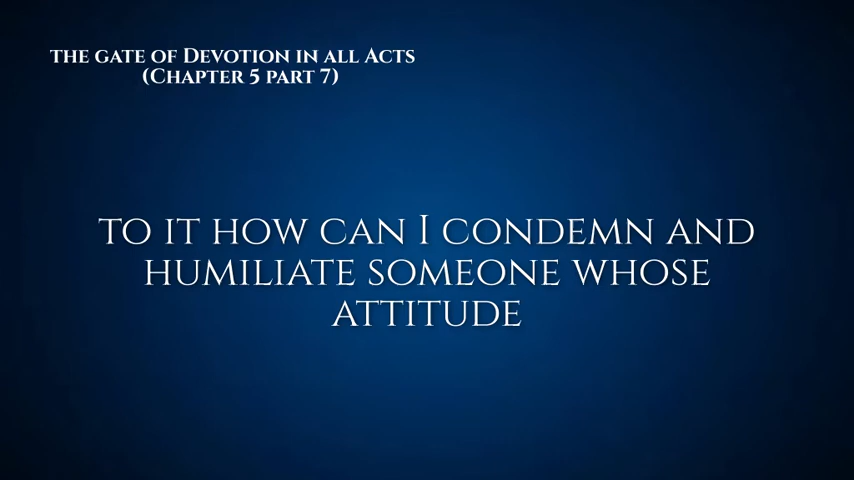 the gate of Devotion in all Acts
(Chapter 5 part 7)
to it how can I condemn and
humiliate someone whose
attitude